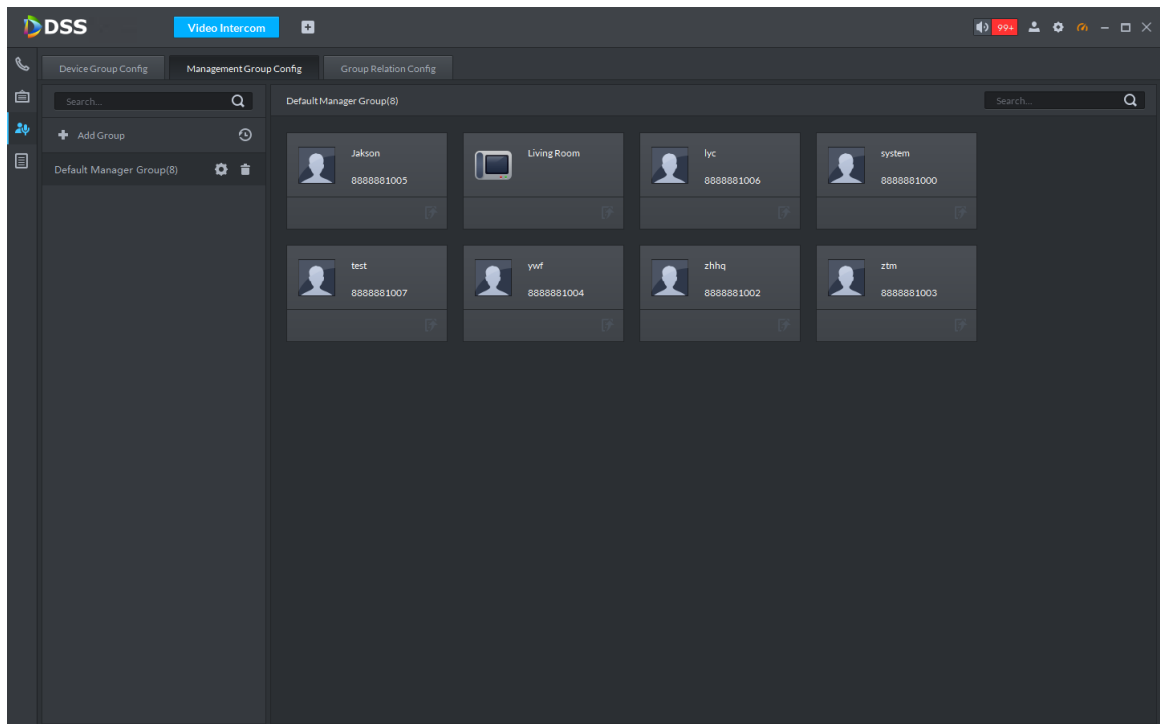 DSS
Video Intercom
99+
Device Group Config
Management Group Config
Group Relation Config
Search...
Default Manager Group(8)
Search...
Add Group
Default Manager Group(8)
Jakson
8888881005
Living Room
lyc
8888881006
system
8888881000
test
8888881007
ywf
8888881004
zhhq
8888881002
ztm
8888881003